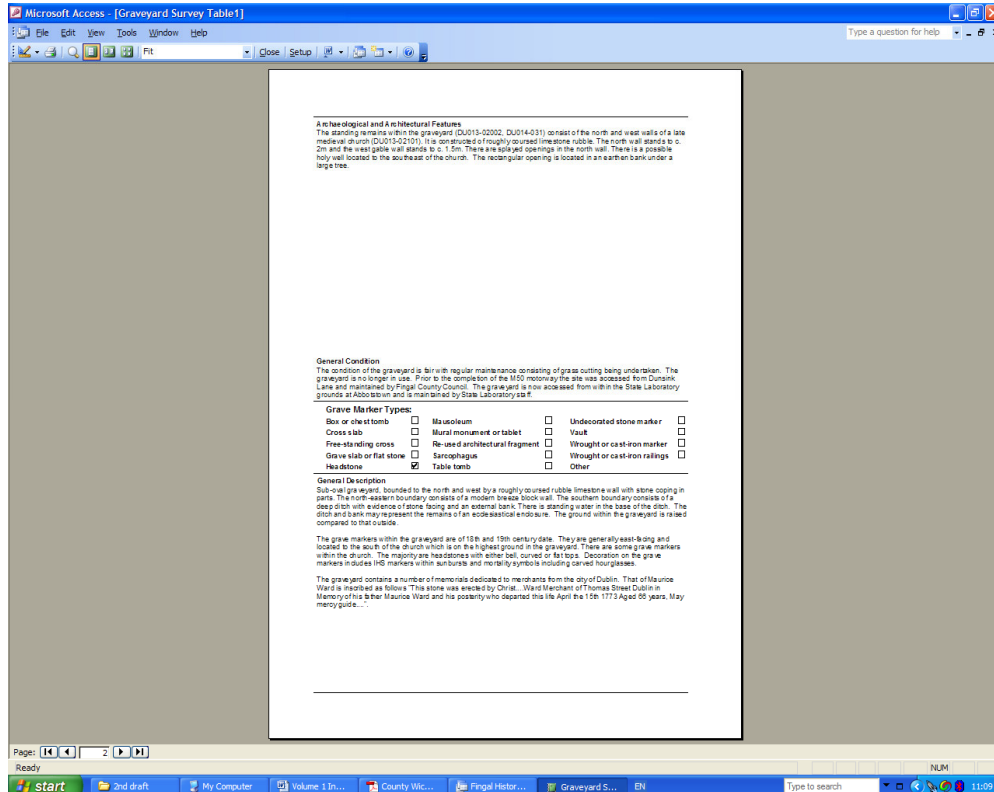 Microsoft Access - [Graveyard Survey Table1]
File Edit View Tools Window Help
Type a question for help
Fit
Close Setup
Archaeological and Architectural Features
The standing remains within the graveyard (DU013-02002, DU014-031) consist of the north and west walls of a late
medieval church (DU013-02101). It is constructed of roughly coursed limestone rubble. The north wall stands to c.
2m and the west gable wall stands to c. 1.5m. There are splayed openings in the north wall. There is a possible
holy well located to the southeast of the church. The rectangular opening is located in an earthen bank under a
large tree.
General Condition
The condition of the graveyard is fair with regular maintenance consisting of grass cutting being undertaken. The
graveyard is no longer in use. Prior to the completion of the M50 motorway the site was accessed from Dunsink
Lane and maintained by Fingal County Council. The graveyard is now accessed from within the State Laboratory
grounds at Abbotstown and is maintained by State Laboratory staff.
Grave Marker Types:
Box or chest tomb Mausoleum Undecorated stone marker
Cross slab Mural monument or tablet Vault
Free-standing cross Re-used architectural fragment Wrought or cast-iron marker
Grave slab or flat stone Sarcophagus Wrought or cast-iron railings
Headstone Table tomb Other
General Description
Sub-oval graveyard, bounded to the north and west by a roughly coursed rubble limestone wall with stone coping in
parts. The north-eastern boundary consists of a modern breeze block wall. The southern boundary consists of a
deep ditch with evidence of stone facing and an external bank. There is standing water in the base of the ditch. The
ditch and bank may represent the remains of an ecclesiastical enclosure. The ground within the graveyard is raised
compared to that outside.
The grave markers within the graveyard are of 18th and 19th century date. They are generally east-facing and
located to the south of the church which is on the highest ground in the graveyard. There are some grave markers
within the church. The majority are headstones with either bell, curved or flat tops. Decoration on the grave
markers includes IHS markers within sunbursts and mortality symbols including carved hourglasses.
The graveyard contains a number of memorials dedicated to merchants from the city of Dublin. That of Maurice
Ward is inscribed as follows "This stone was erected by Christ....Ward Merchant of Thomas Street Dublin in
Memory of his father Maurice Ward and his posterity who departed this life April the 15th 1773 Aged 66 years, May
mercy guide....".
Page: 2
Ready NUM
start 2nd draft My Computer Volume 1 In... County Wic... Fingal Histor... Graveyard S... EN Type to search 11:09